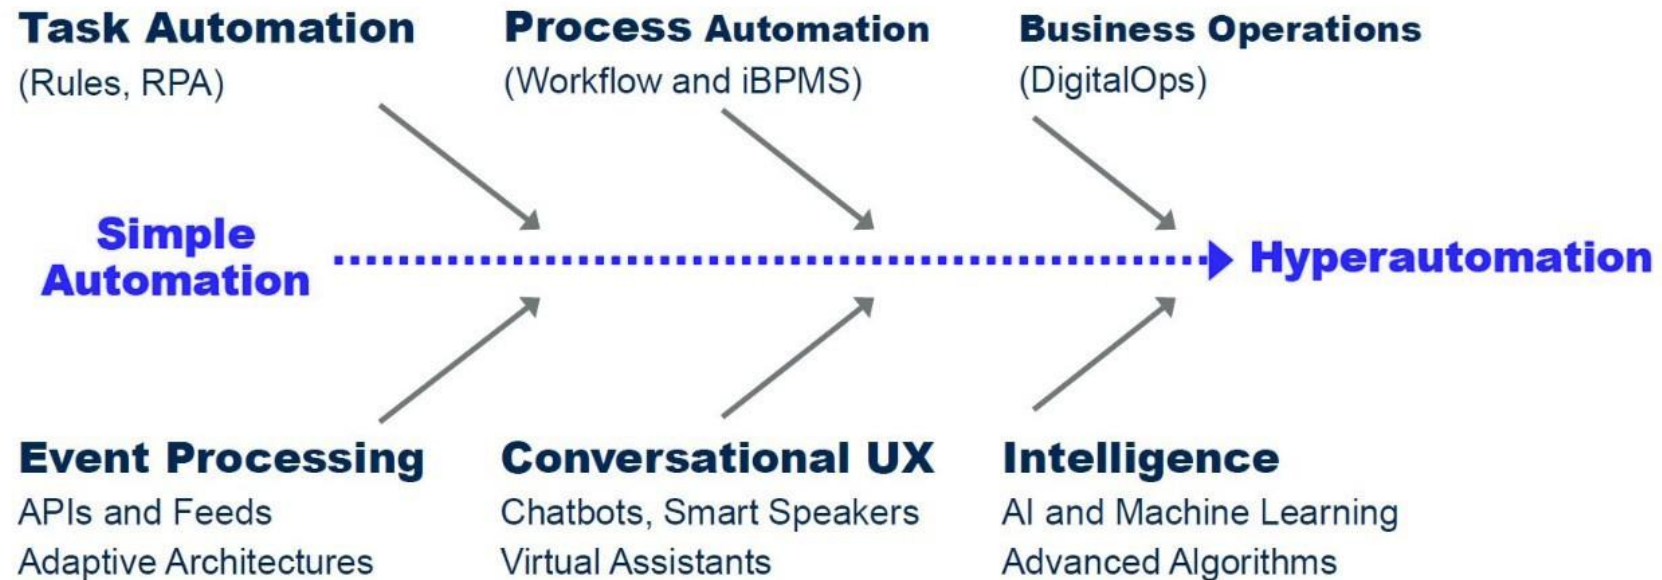 Task Automation
(Rules, RPA)
Process Automation
(Workflow and iBPMS)
Business Operations
(DigitalOps)
Simple
Automation
Hyperautomation
Event Processing
APIs and Feeds
Adaptive Architectures
Conversational UX
Chatbots, Smart Speakers
Virtual Assistants
Intelligence
AI and Machine Learning
Advanced Algorithms